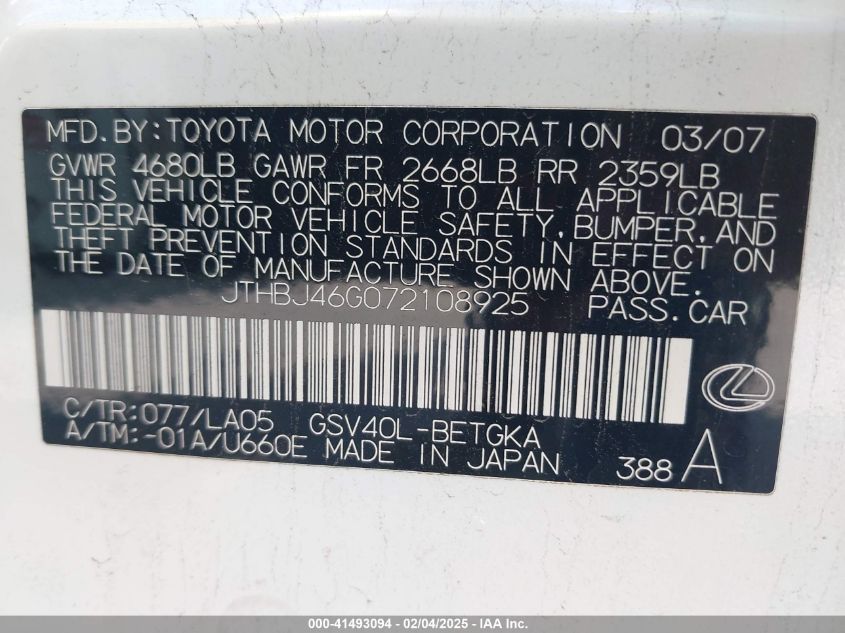 MFD.BY:TOYOTA MOTOR CORPORATION 03/07
GVWR 4680LB GAWR FR 2668LB RR 2359LB
THIS VEHICLE CONFORMS TO ALL APPLICABLE
FEDERAL MOTOR VEHICLE SAFETY,BUMPER,AND
THEFT PREVENTION STANDARDS IN EFFECT ON
THE DATE OF MANUFACTURE SHOWN ABOVE.
JTHBJ46G072108925 PASS.CAR
C/TR:077/LA05 GSV40L-BETGKA
A/TM:-01A/U660E MADE IN JAPAN 388 A
000-41493094 - 02/04/2025 - IAA Inc.